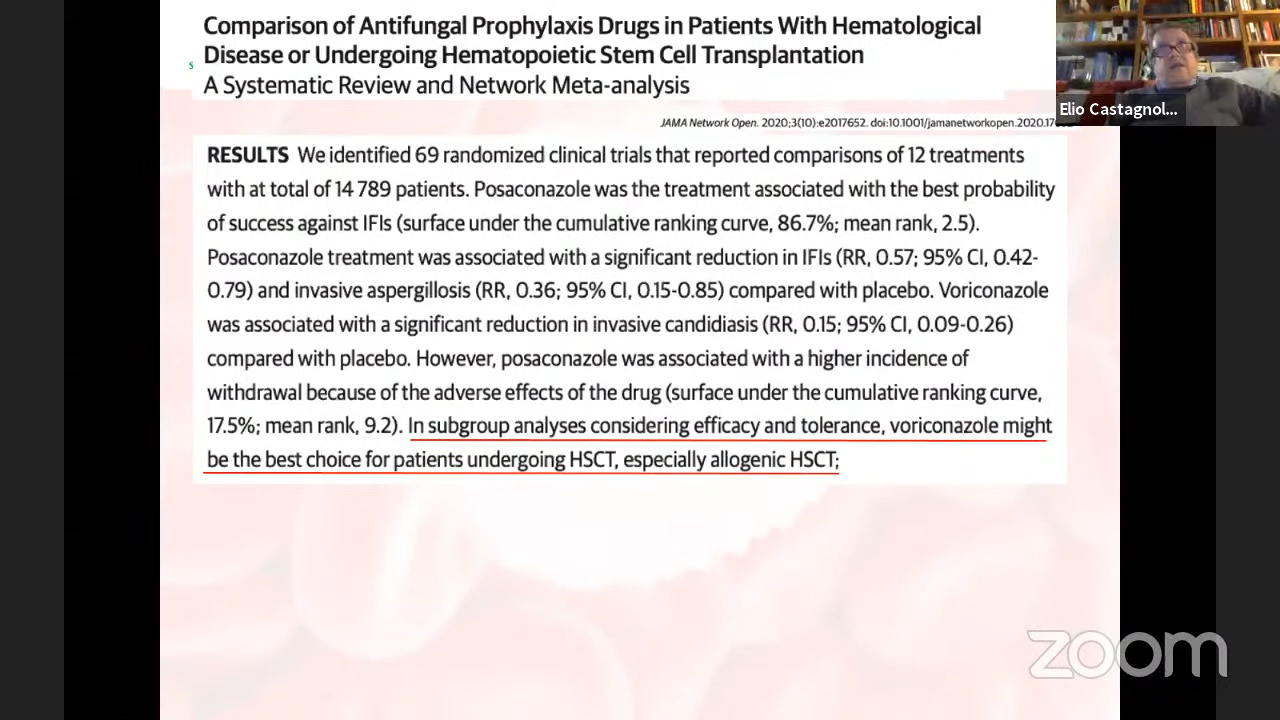 Comparison of Antifungal Prophylaxis Drugs in Patients With Hematological
Disease or Undergoing Hematopoietic Stem Cell Transplantation
s
A Systematic Review and Network Meta-analysis
Elio Castagnol...
JAMA Network Open. 2020;3(10):e2017652. doi:10.1001/jamanetworkopen.2020.17
RESULTS We identified 69 randomized clinical trials that reported comparisons of 12 treatments
with at total of 14 789 patients. Posaconazole was the treatment associated with the best probability
of success against IFIs (surface under the cumulative ranking curve, 86.7%; mean rank, 2.5).
Posaconazole treatment was associated with a significant reduction in IFIs (RR, 0.57; 95% CI, 0.42-
0.79) and invasive aspergillosis (RR, 0.36; 95% CI, 0.15-0.85) compared with placebo. Voriconazole
was associated with a significant reduction in invasive candidiasis (RR, 0.15; 95% CI, 0.09-0.26)
compared with placebo. However, posaconazole was associated with a higher incidence of
withdrawal because of the adverse effects of the drug (surface under the cumulative ranking curve,
17.5%; mean rank, 9.2). In subgroup analyses considering efficacy and tolerance, voriconazole might
be the best choice for patients undergoing HSCT, especially allogenic HSCT;
zoom